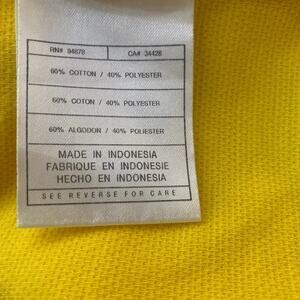 RN# 94878 CA# 34428
60% COTTON / 40% POLYESTER
60% COTON / 40% POLYESTER
60% ALGODON / 40% POLIESTER
MADE IN INDONESIA
FABRIQUE EN INDONESIE
HECHO EN INDONESIA
SEE REVERSE FOR CARE